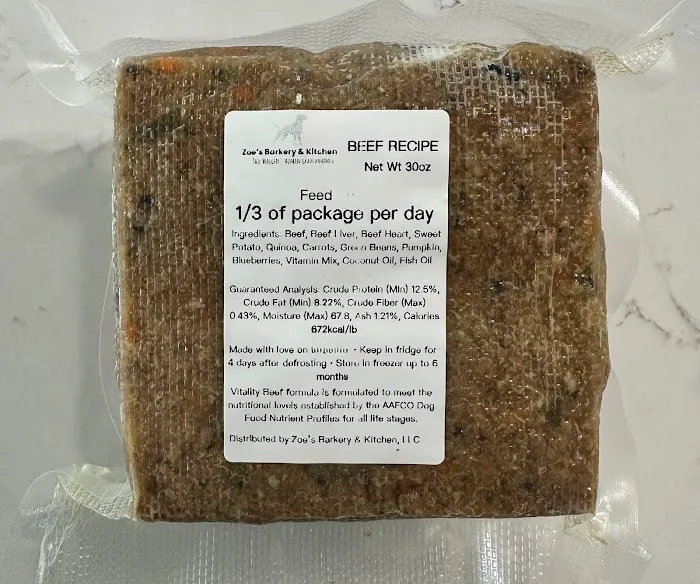 Zoe's Barkery & Kitchen
BEEF RECIPE
Net Wt 30oz
Feed
1/3 of package per day
Ingredients: Beef, Beef Liver, Beef Heart, Sweet
Potato, Quinoa, Carrots, Green Beans, Pumpkin,
Blueberries, Vitamin Mix, Coconut Oil, Fish Oil
Guaranteed Analysis: Crude Protein (Min) 12.5%,
Crude Fat (Min) 8.22%, Crude Fiber (Max)
0.43%, Moisture (Max) 67.8, Ash 1.21%, Calories
672kcal/lb
Made with love on • Keep in fridge for
4 days after defrosting • Store in freezer up to 6
months
Vitality Beef formula is formulated to meet the
nutritional levels established by the AAFCO Dog
Food Nutrient Profiles for all life stages.
Distributed by:Zoe's Barkery & Kitchen, LLC